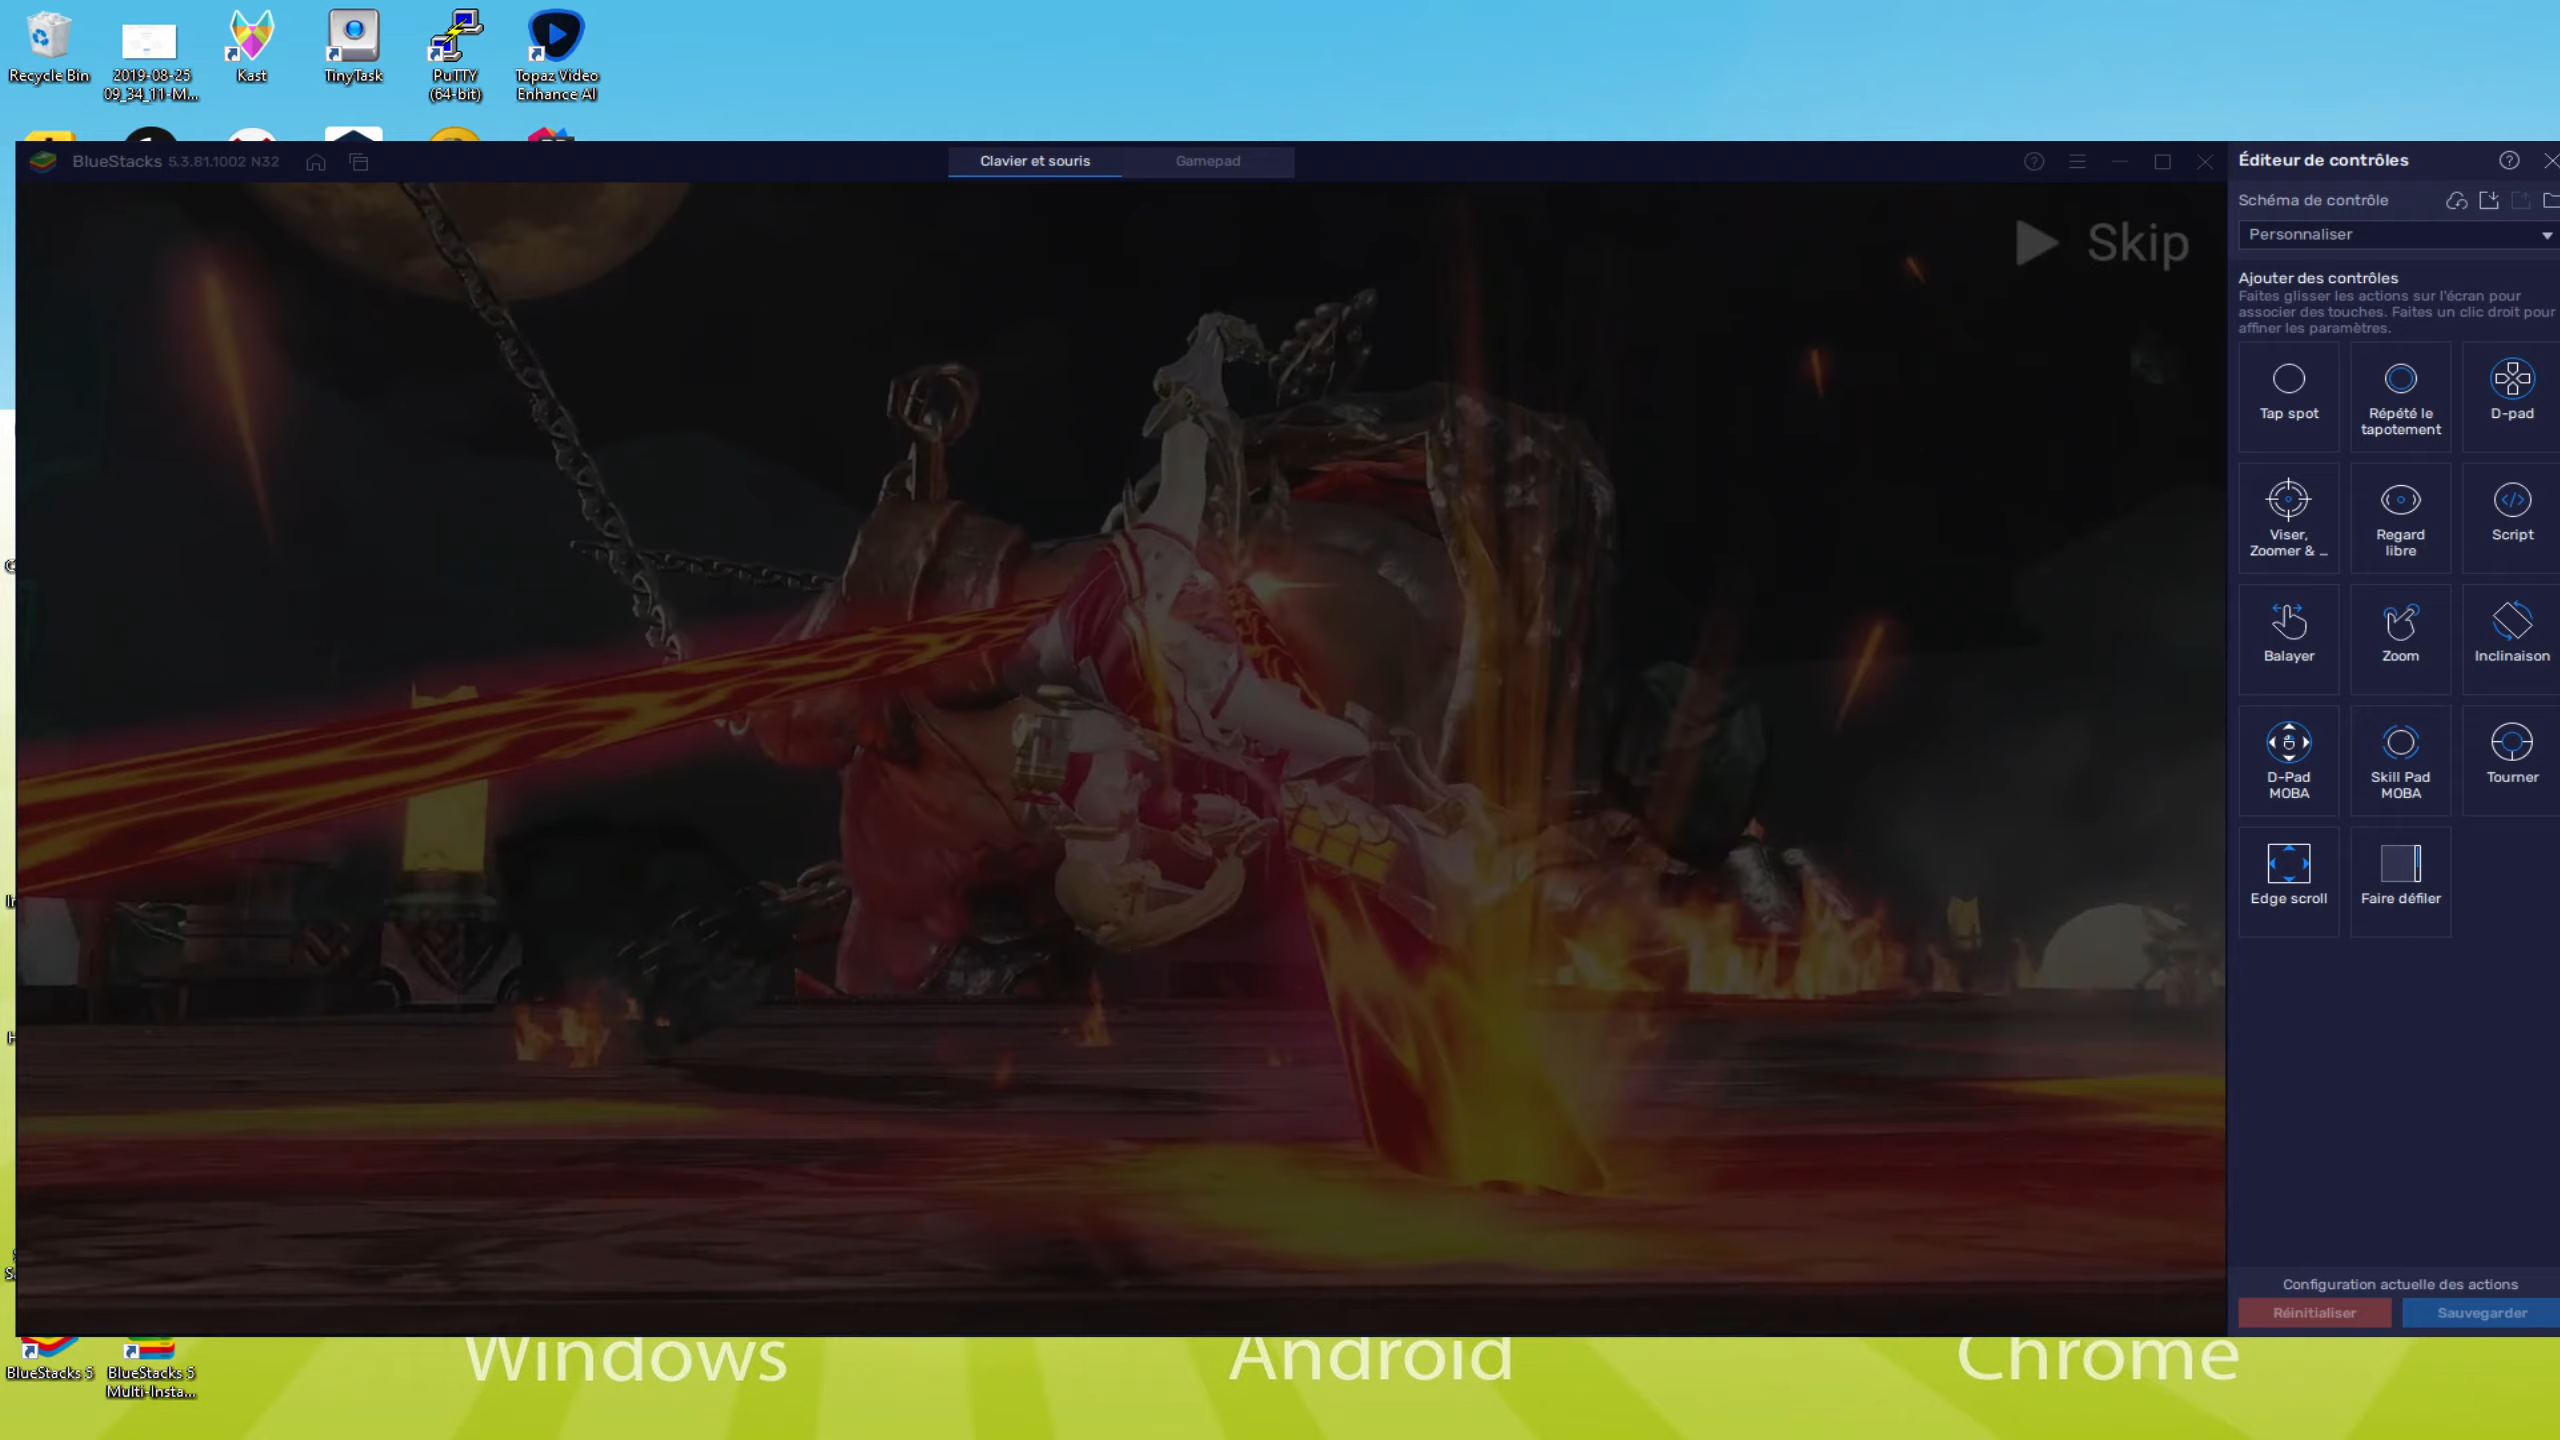 Recycle Bin
2019-08-25
09_34_11-M...
Kast
TinyTask
PuTTY
(64-bit)
Topaz Video
Enhance AI
BlueStacks 5.3.81.1002 N32
Clavier et souris
Gamepad
Éditeur de contrôles
Schéma de contrôle
Personnaliser
Skip
Ajouter des contrôles
Faites glisser les actions sur l'écran pour
associer des touches. Faites un clic droit pour
affiner les paramètres.
Tap spot
Répété le
tapotement
D-pad
Viser,
Zoomer & ...
Regard
libre
Script
Balayer
Zoom
Inclinaison
D-Pad
MOBA
Skill Pad
MOBA
Tourner
Edge scroll
Faire défiler
Configuration actuelle des actions
Réinitialiser
Sauvegarder
BlueStacks 5
BlueStacks 5
Multi-Insta...
Windows
Android
Chrome